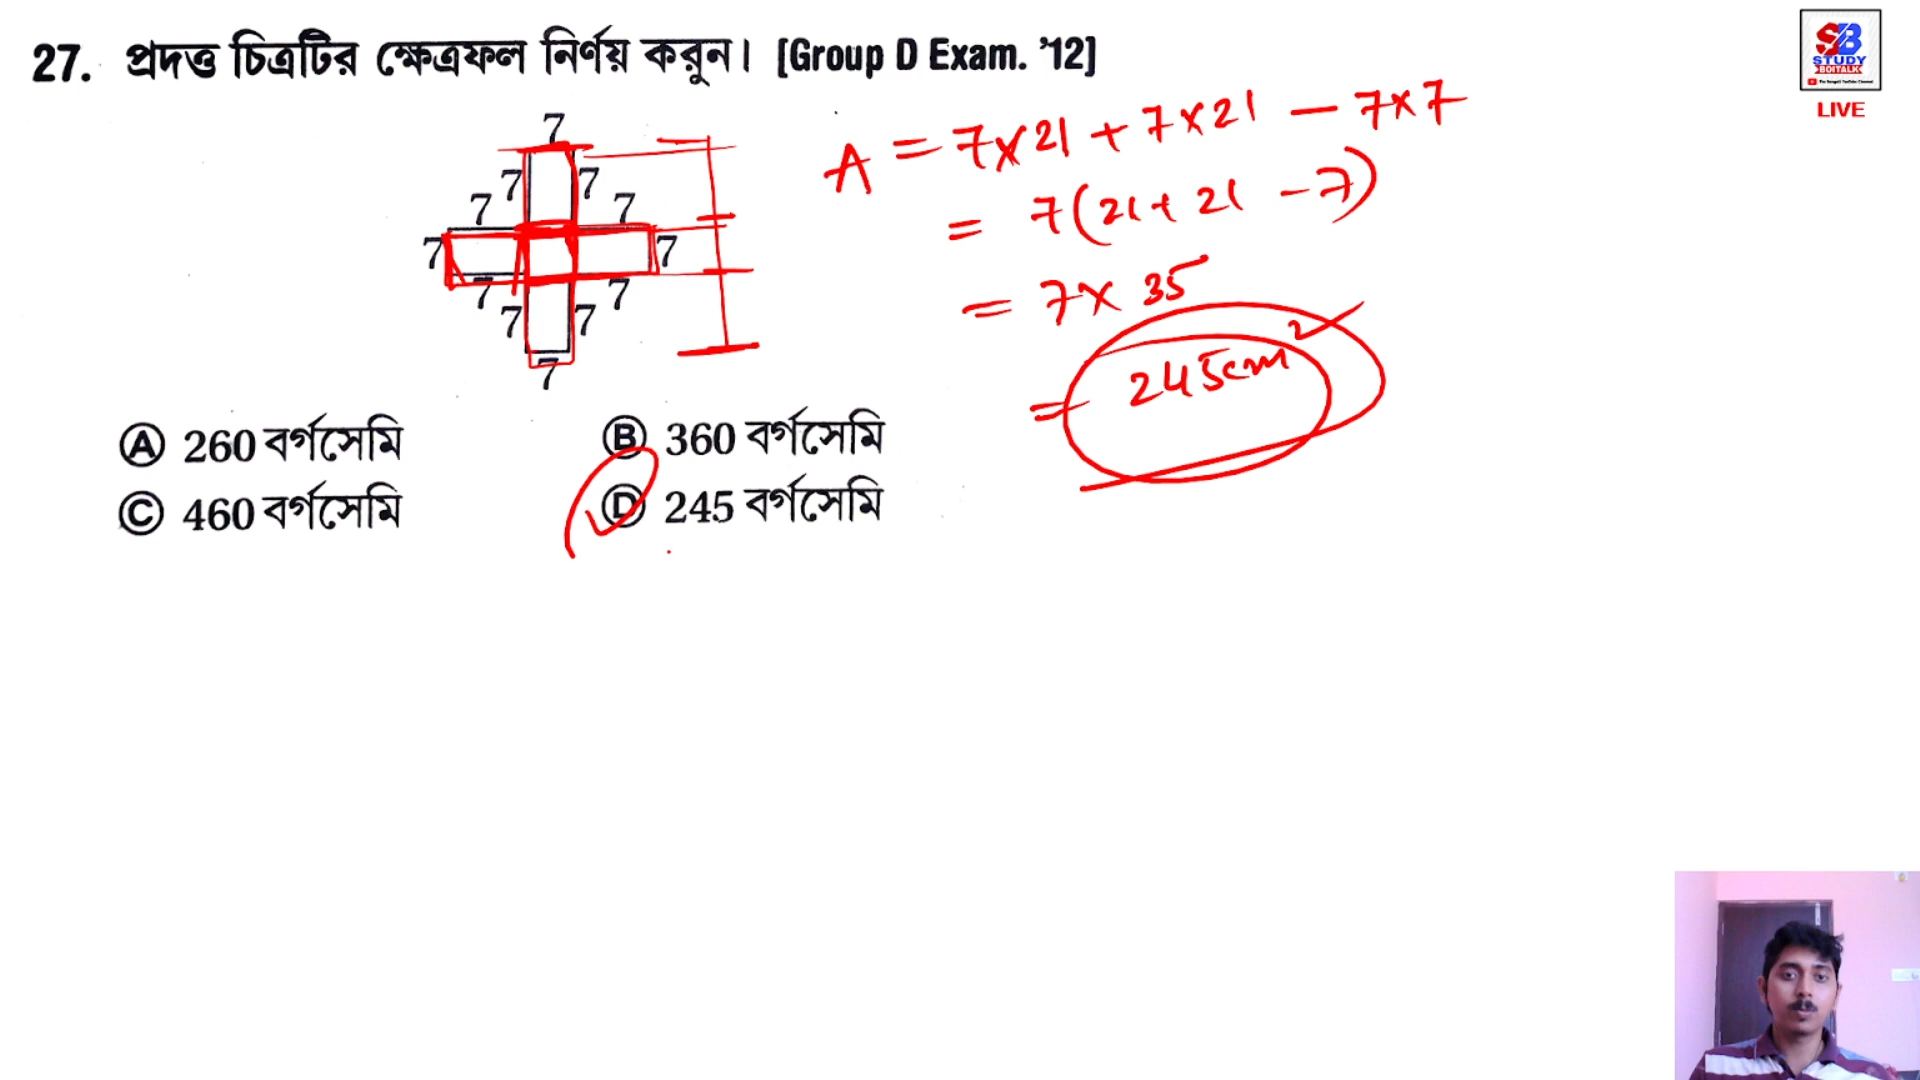 27. প্রদত্ত চিত্রটির ক্ষেত্রফল নির্ণয় করুন। [Group D Exam. ’12]
SB
STUDY
BOITALK
LIVE
7
7 7
7 7
7 7
7 7
7 7
7
A = 7×21 + 7×21 − 7×7
= 7(21+21 −7)
= 7× 35
= 245cm²
Ⓐ 260 বর্গসেমি
Ⓑ 360 বর্গসেমি
Ⓒ 460 বর্গসেমি
Ⓓ 245 বর্গসেমি